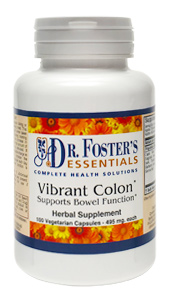 DR. FOSTER'S
ESSENTIALS
COMPLETE HEALTH SOLUTIONS
Vibrant Colon*
Supports Bowel Function*
Herbal Supplement
100 Vegetarian Capsules - 495 mg. each